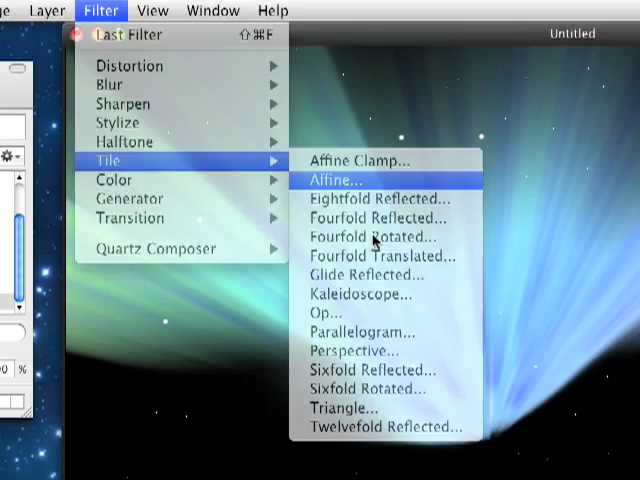 ge Layer Filter View Window Help
Untitled
Last Filter ⇧⌘F
Distortion
Blur
Sharpen
Stylize
Halftone
Tile
Color
Generator
Transition
Quartz Composer
Affine Clamp...
Affine...
Eightfold Reflected...
Fourfold Reflected...
Fourfold Rotated...
Fourfold Translated...
Glide Reflected...
Kaleidoscope...
Op...
Parallelogram...
Perspective...
Sixfold Reflected...
Sixfold Rotated...
Triangle...
Twelvefold Reflected...
00 %